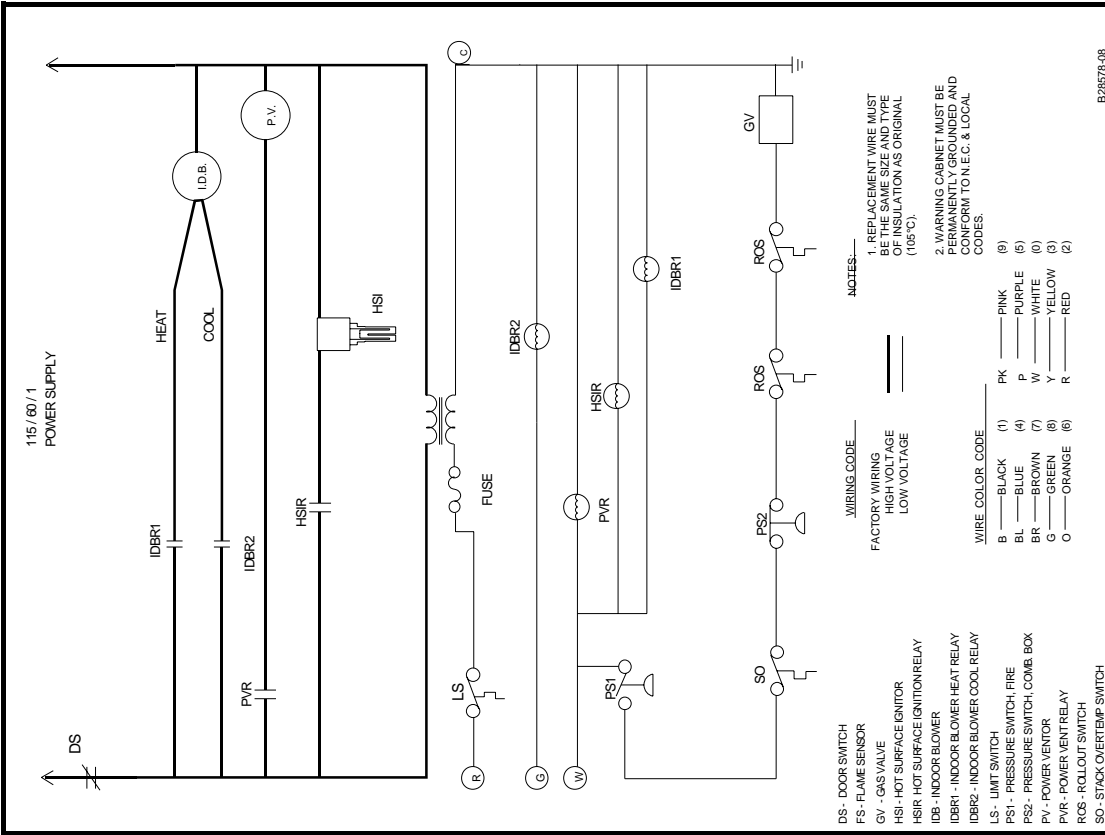 115 / 60 / 1
POWER SUPPLY
DS
IDBR1
HEAT
I.D.B.
COOL
IDBR2
PVR
P.V.
HSIR
HSI
FUSE
LS
R
C
G
IDBR2
W
PVR
HSIR
IDBR1
PS1
SO
PS2
ROS
ROS
GV
DS - DOOR SWITCH
FS - FLAME SENSOR
GV - GAS VALVE
HSI - HOT SURFACE IGNITOR
HSIR HOT SURFACE IGNITION RELAY
IDB - INDOOR BLOWER
IDBR1 - INDOOR BLOWER HEAT RELAY
IDBR2 - INDOOR BLOWER COOL RELAY
LS - LIMIT SWITCH
PS1 - PRESSURE SWITCH, FIRE
PS2 - PRESSURE SWITCH, COMB. BOX
PV - POWER VENTOR
PVR - POWER VENT RELAY
ROS - ROLLOUT SWITCH
SO - STACK OVERTEMP SWITCH
WIRING CODE
FACTORY WIRING
HIGH VOLTAGE
LOW VOLTAGE
WIRE COLOR CODE
B BLACK (1) PK PINK (9)
BL BLUE (4) P PURPLE (5)
BR BROWN (7) W WHITE (0)
G GREEN (8) Y YELLOW (3)
O ORANGE (6) R RED (2)
NOTES:
1. REPLACEMENT WIRE MUST
BE THE SAME SIZE AND TYPE
OF INSULATION AS ORIGINAL
(105°C).
2. WARNING CABINET MUST BE
PERMANENTLY GROUNDED AND
CONFORM TO N.E.C. & LOCAL
CODES.
B28578-08